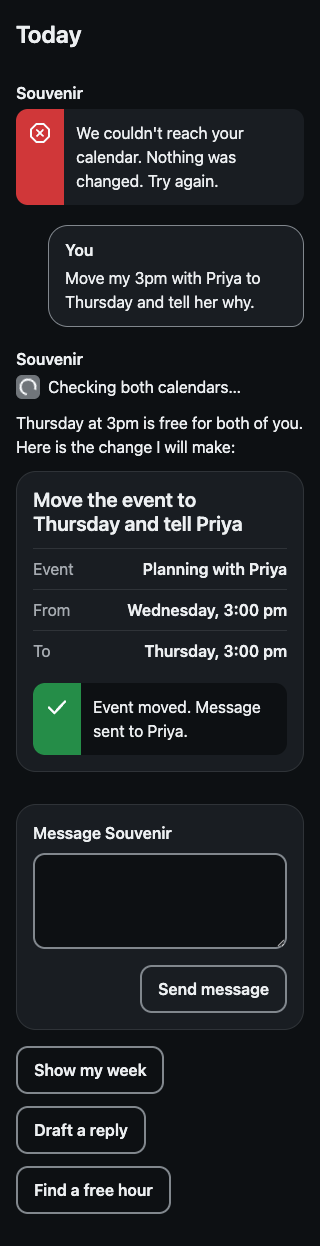 Today
Souvenir
We couldn't reach your
calendar. Nothing was
changed. Try again.
You
Move my 3pm with Priya to
Thursday and tell her why.
Souvenir
Checking both calendars...
Thursday at 3pm is free for both of you.
Here is the change I will make:
Move the event to
Thursday and tell Priya
Event Planning with Priya
From Wednesday, 3:00 pm
To Thursday, 3:00 pm
Event moved. Message
sent to Priya.
Message Souvenir
Send message
Show my week
Draft a reply
Find a free hour